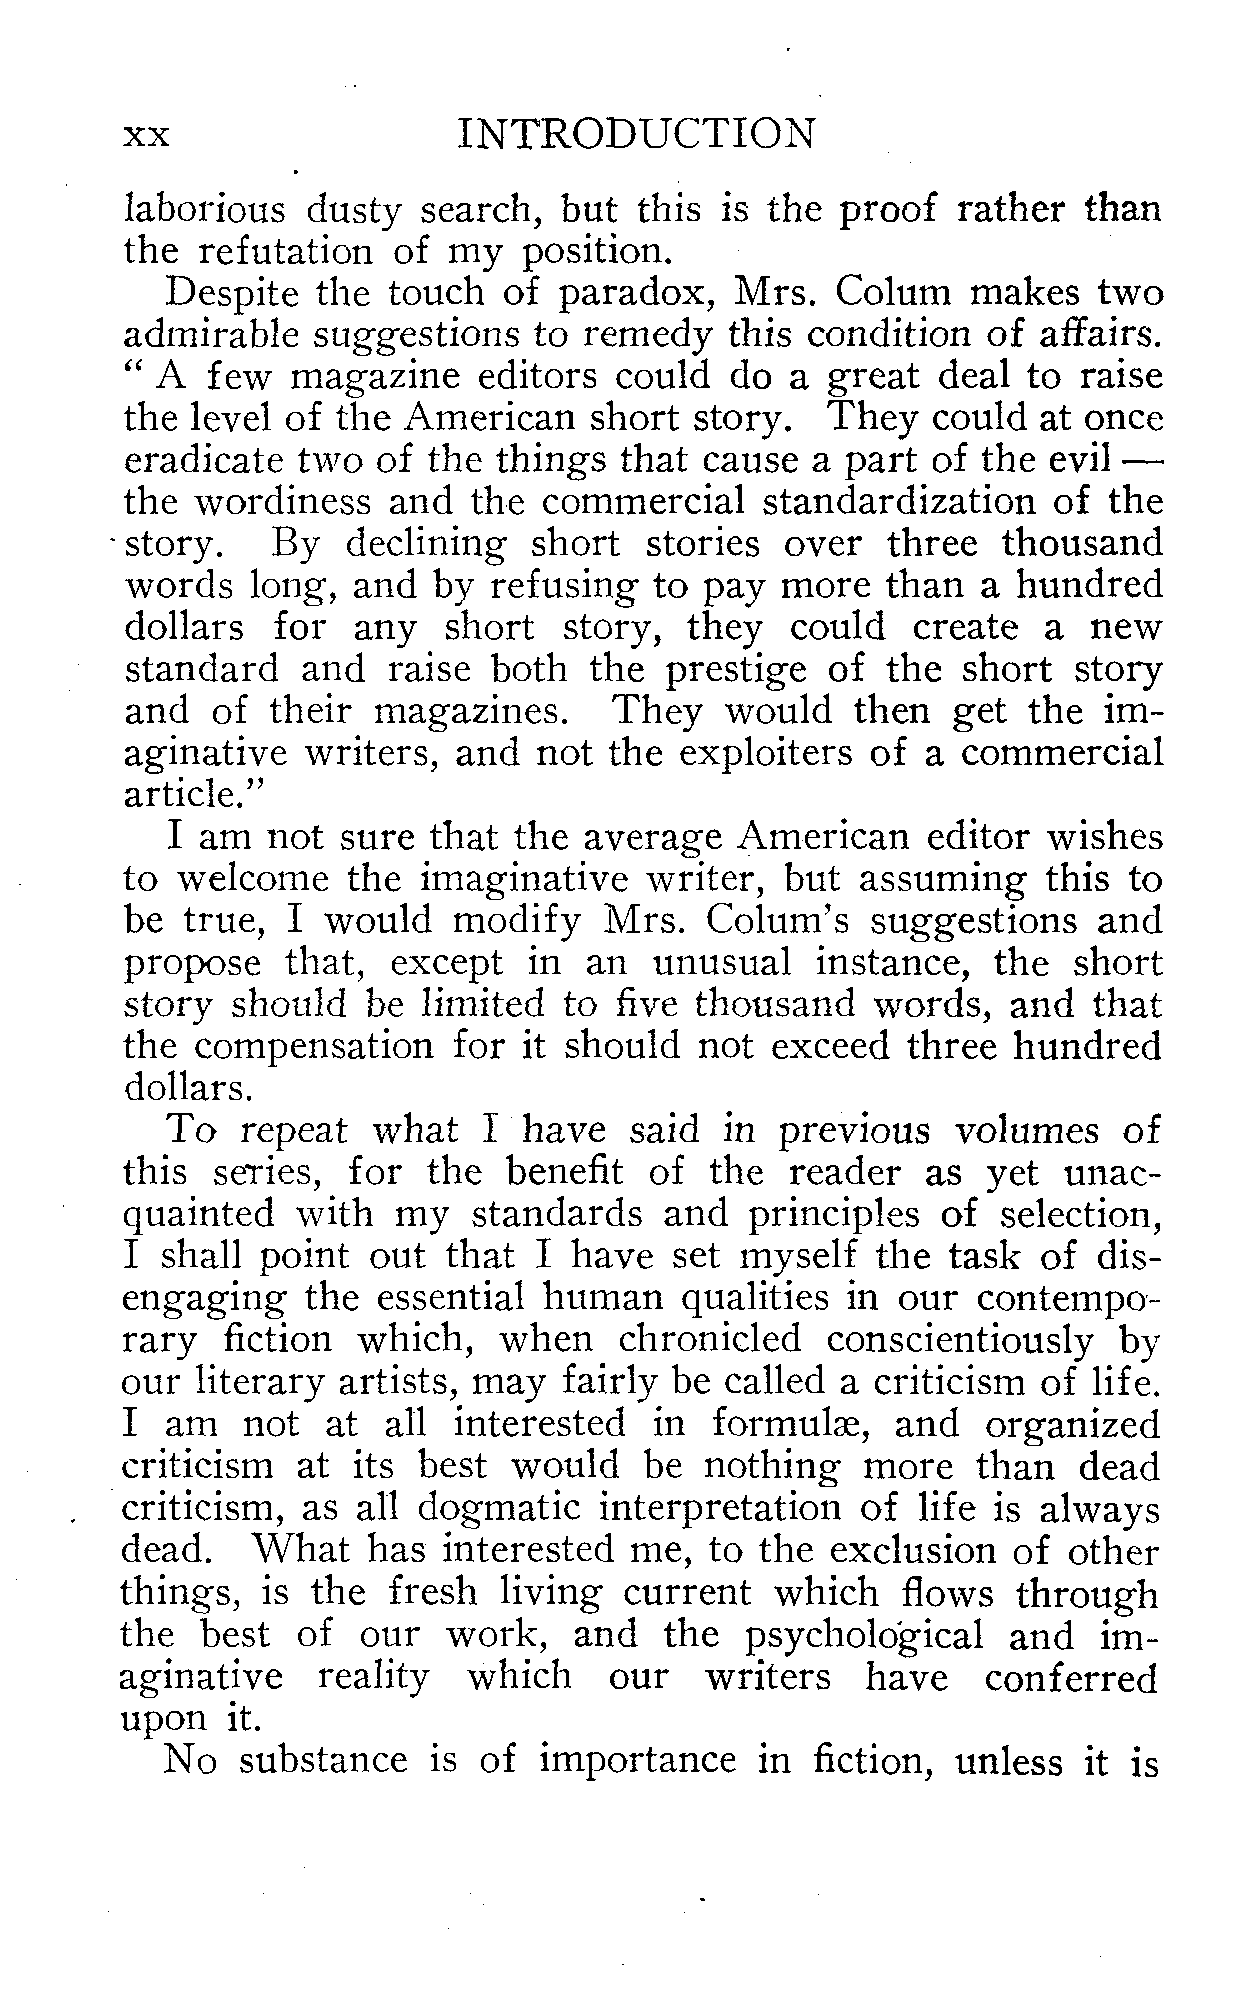 xx INTRODUCTION
laborious dusty search, but this is the proof rather than
the refutation of my position.
Despite the touch of paradox, Mrs. Colum makes two
admirable suggestions to remedy this condition of affairs.
“ A few magazine editors could do a great deal to raise
the level of the American short story. They could at once
eradicate two of the things that cause a part of the evil —
the wordiness and the commercial standardization of the
story. By declining short stories over three thousand
words long, and by refusing to pay more than a hundred
dollars for any short story, they could create a new
standard and raise both the prestige of the short story
and of their magazines. They would then get the im-
aginative writers, and not the exploiters of a commercial
article.”
I am not sure that the average American editor wishes
to welcome the imaginative writer, but assuming this to
be true, I would modify Mrs. Colum’s suggestions and
propose that, except in an unusual instance, the short
story should be limited to five thousand words, and that
the compensation for it should not exceed three hundred
dollars.
To repeat what I have said in previous volumes of
this series, for the benefit of the reader as yet unac-
quainted with my standards and principles of selection,
I shall point out that I have set myself the task of dis-
engaging the essential human qualities in our contempo-
rary fiction which, when chronicled conscientiously by
our literary artists, may fairly be called a criticism of life.
I am not at all interested in formulæ, and organized
criticism at its best would be nothing more than dead
criticism, as all dogmatic interpretation of life is always
dead. What has interested me, to the exclusion of other
things, is the fresh living current which flows through
the best of our work, and the psychological and im-
aginative reality which our writers have conferred
upon it.
No substance is of importance in fiction, unless it is